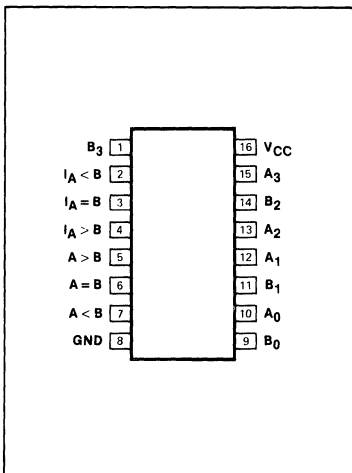 B3 1 16 VCC
IA < B 2 15 A3
IA = B 3 14 B2
IA > B 4 13 A2
A > B 5 12 A1
A = B 6 11 B1
A < B 7 10 A0
GND 8 9 B0